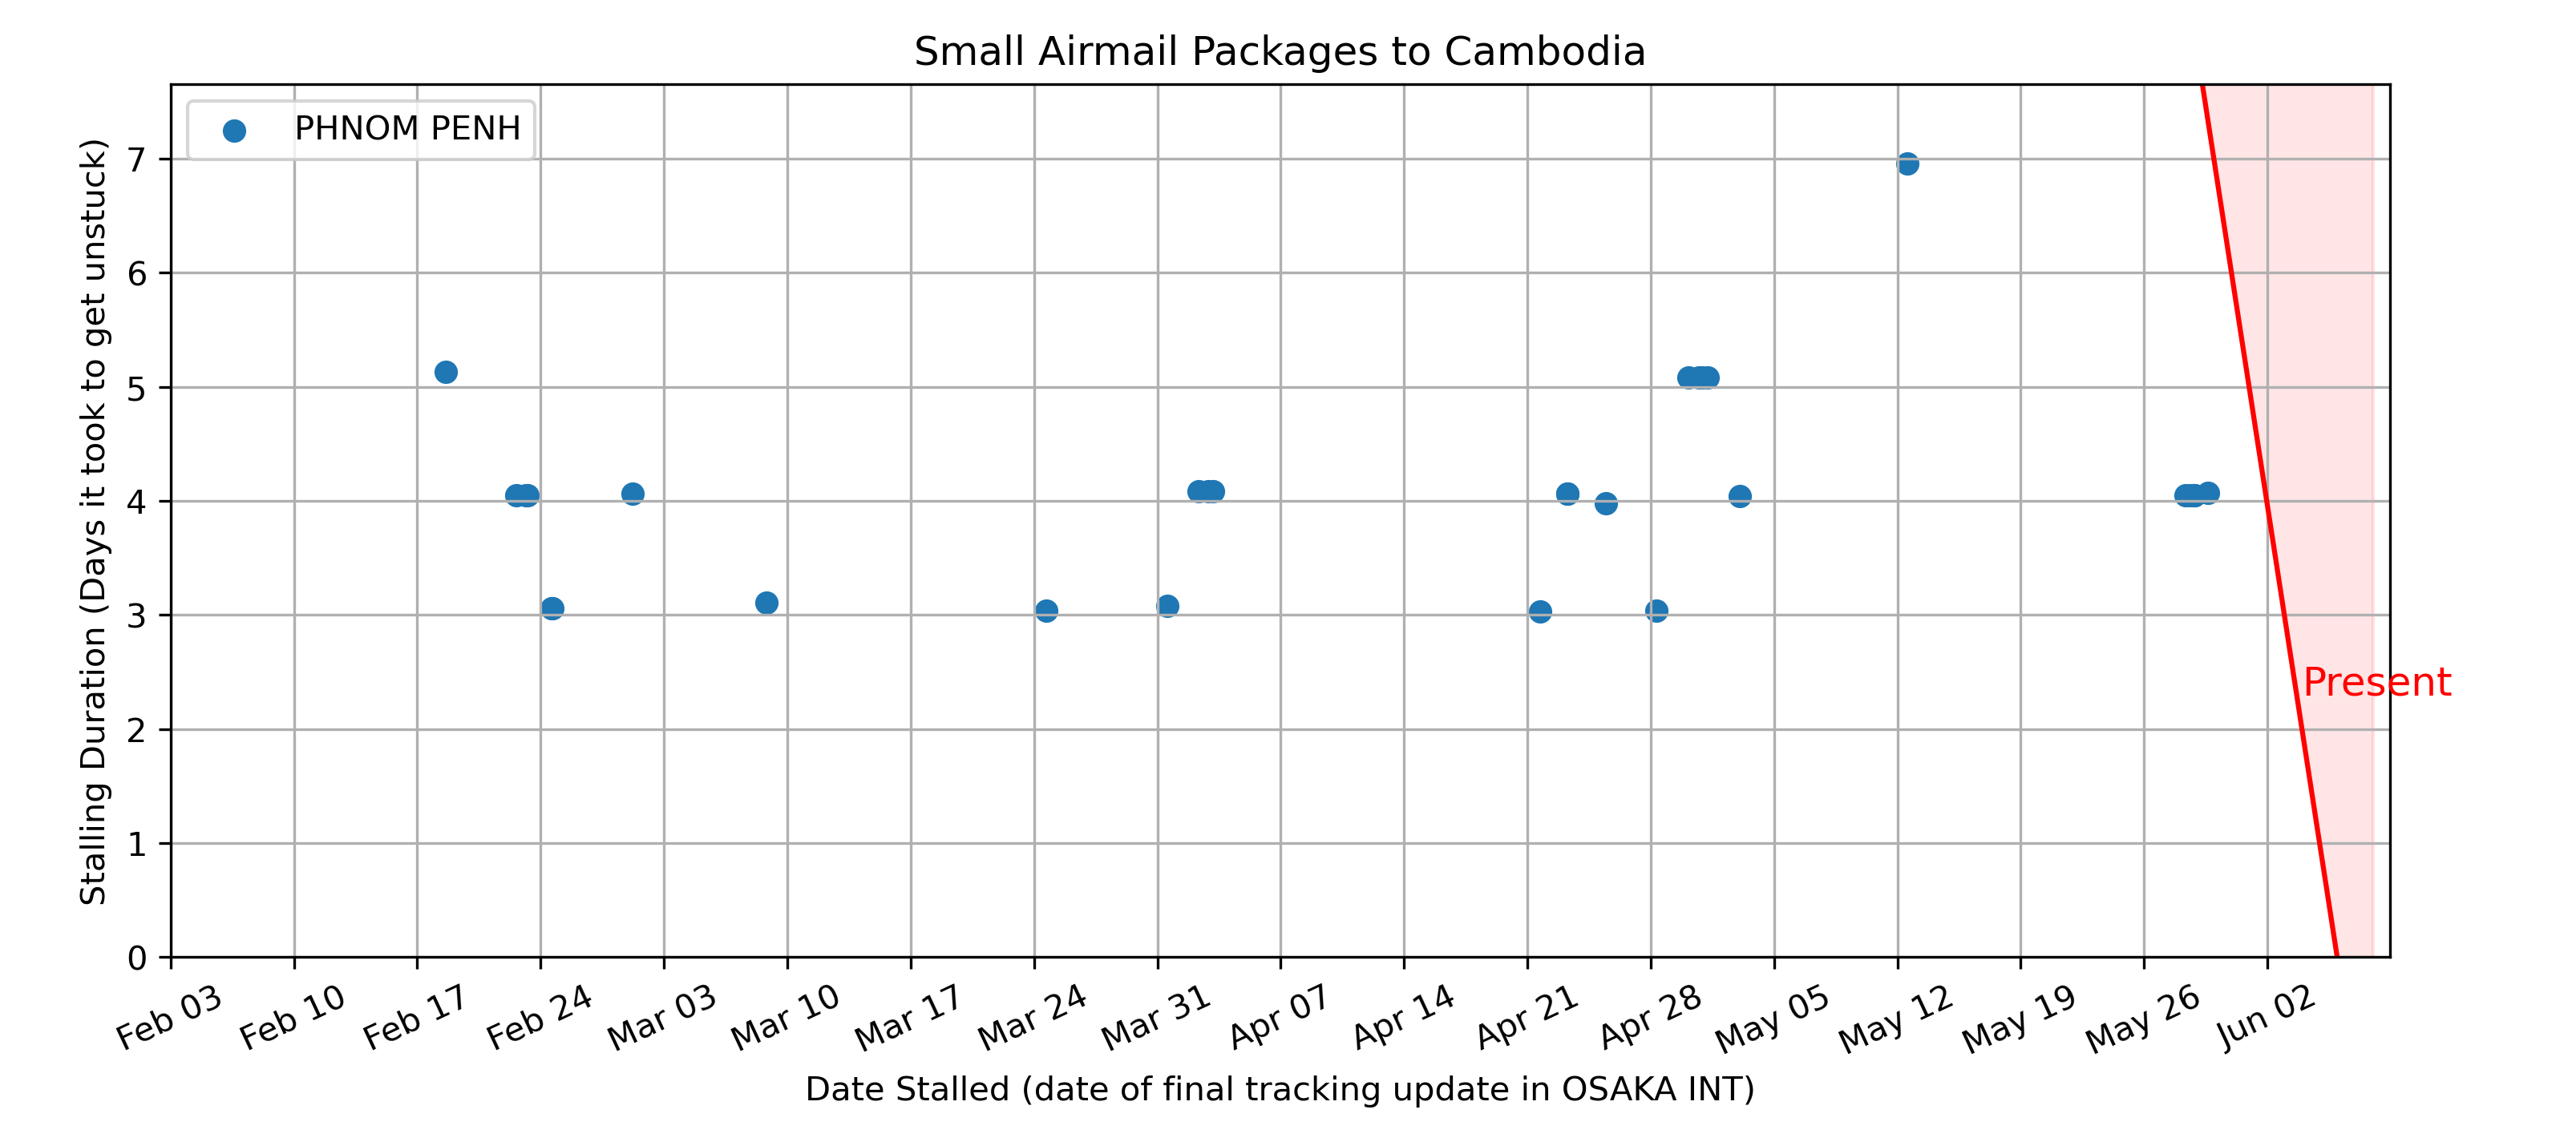 Small Airmail Packages to Cambodia
PHNOM PENH
Stalling Duration (Days it took to get unstuck)
7
6
5
4
3
2
1
0
Present
Feb 03
Feb 10
Feb 17
Feb 24
Mar 03
Mar 10
Mar 17
Mar 24
Mar 31
Apr 07
Apr 14
Apr 21
Apr 28
May 05
May 12
May 19
May 26
Jun 02
Date Stalled (date of final tracking update in OSAKA INT)